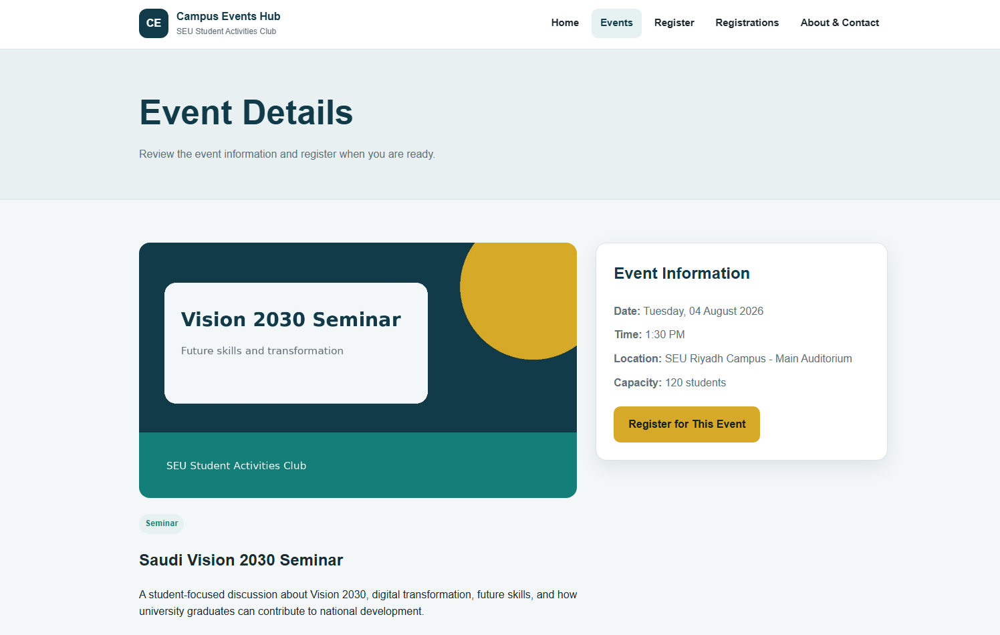 CE
Campus Events Hub
SEU Student Activities Club
Home
Events
Register
Registrations
About & Contact
Event Details
Review the event information and register when you are ready.
Vision 2030 Seminar
Future skills and transformation
SEU Student Activities Club
Seminar
Saudi Vision 2030 Seminar
A student-focused discussion about Vision 2030, digital transformation, future skills, and how
university graduates can contribute to national development.
Event Information
Date: Tuesday, 04 August 2026
Time: 1:30 PM
Location: SEU Riyadh Campus - Main Auditorium
Capacity: 120 students
Register for This Event